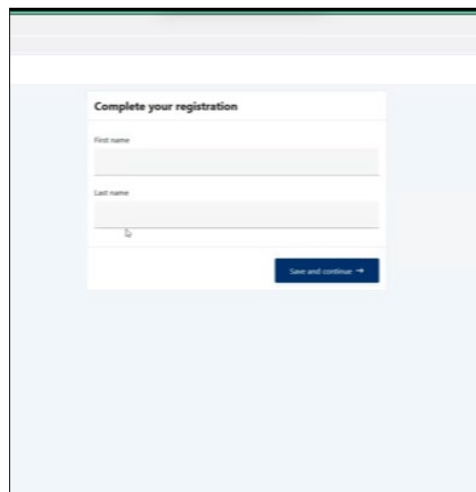 Complete your registration
First name
Last name
Save and continue →